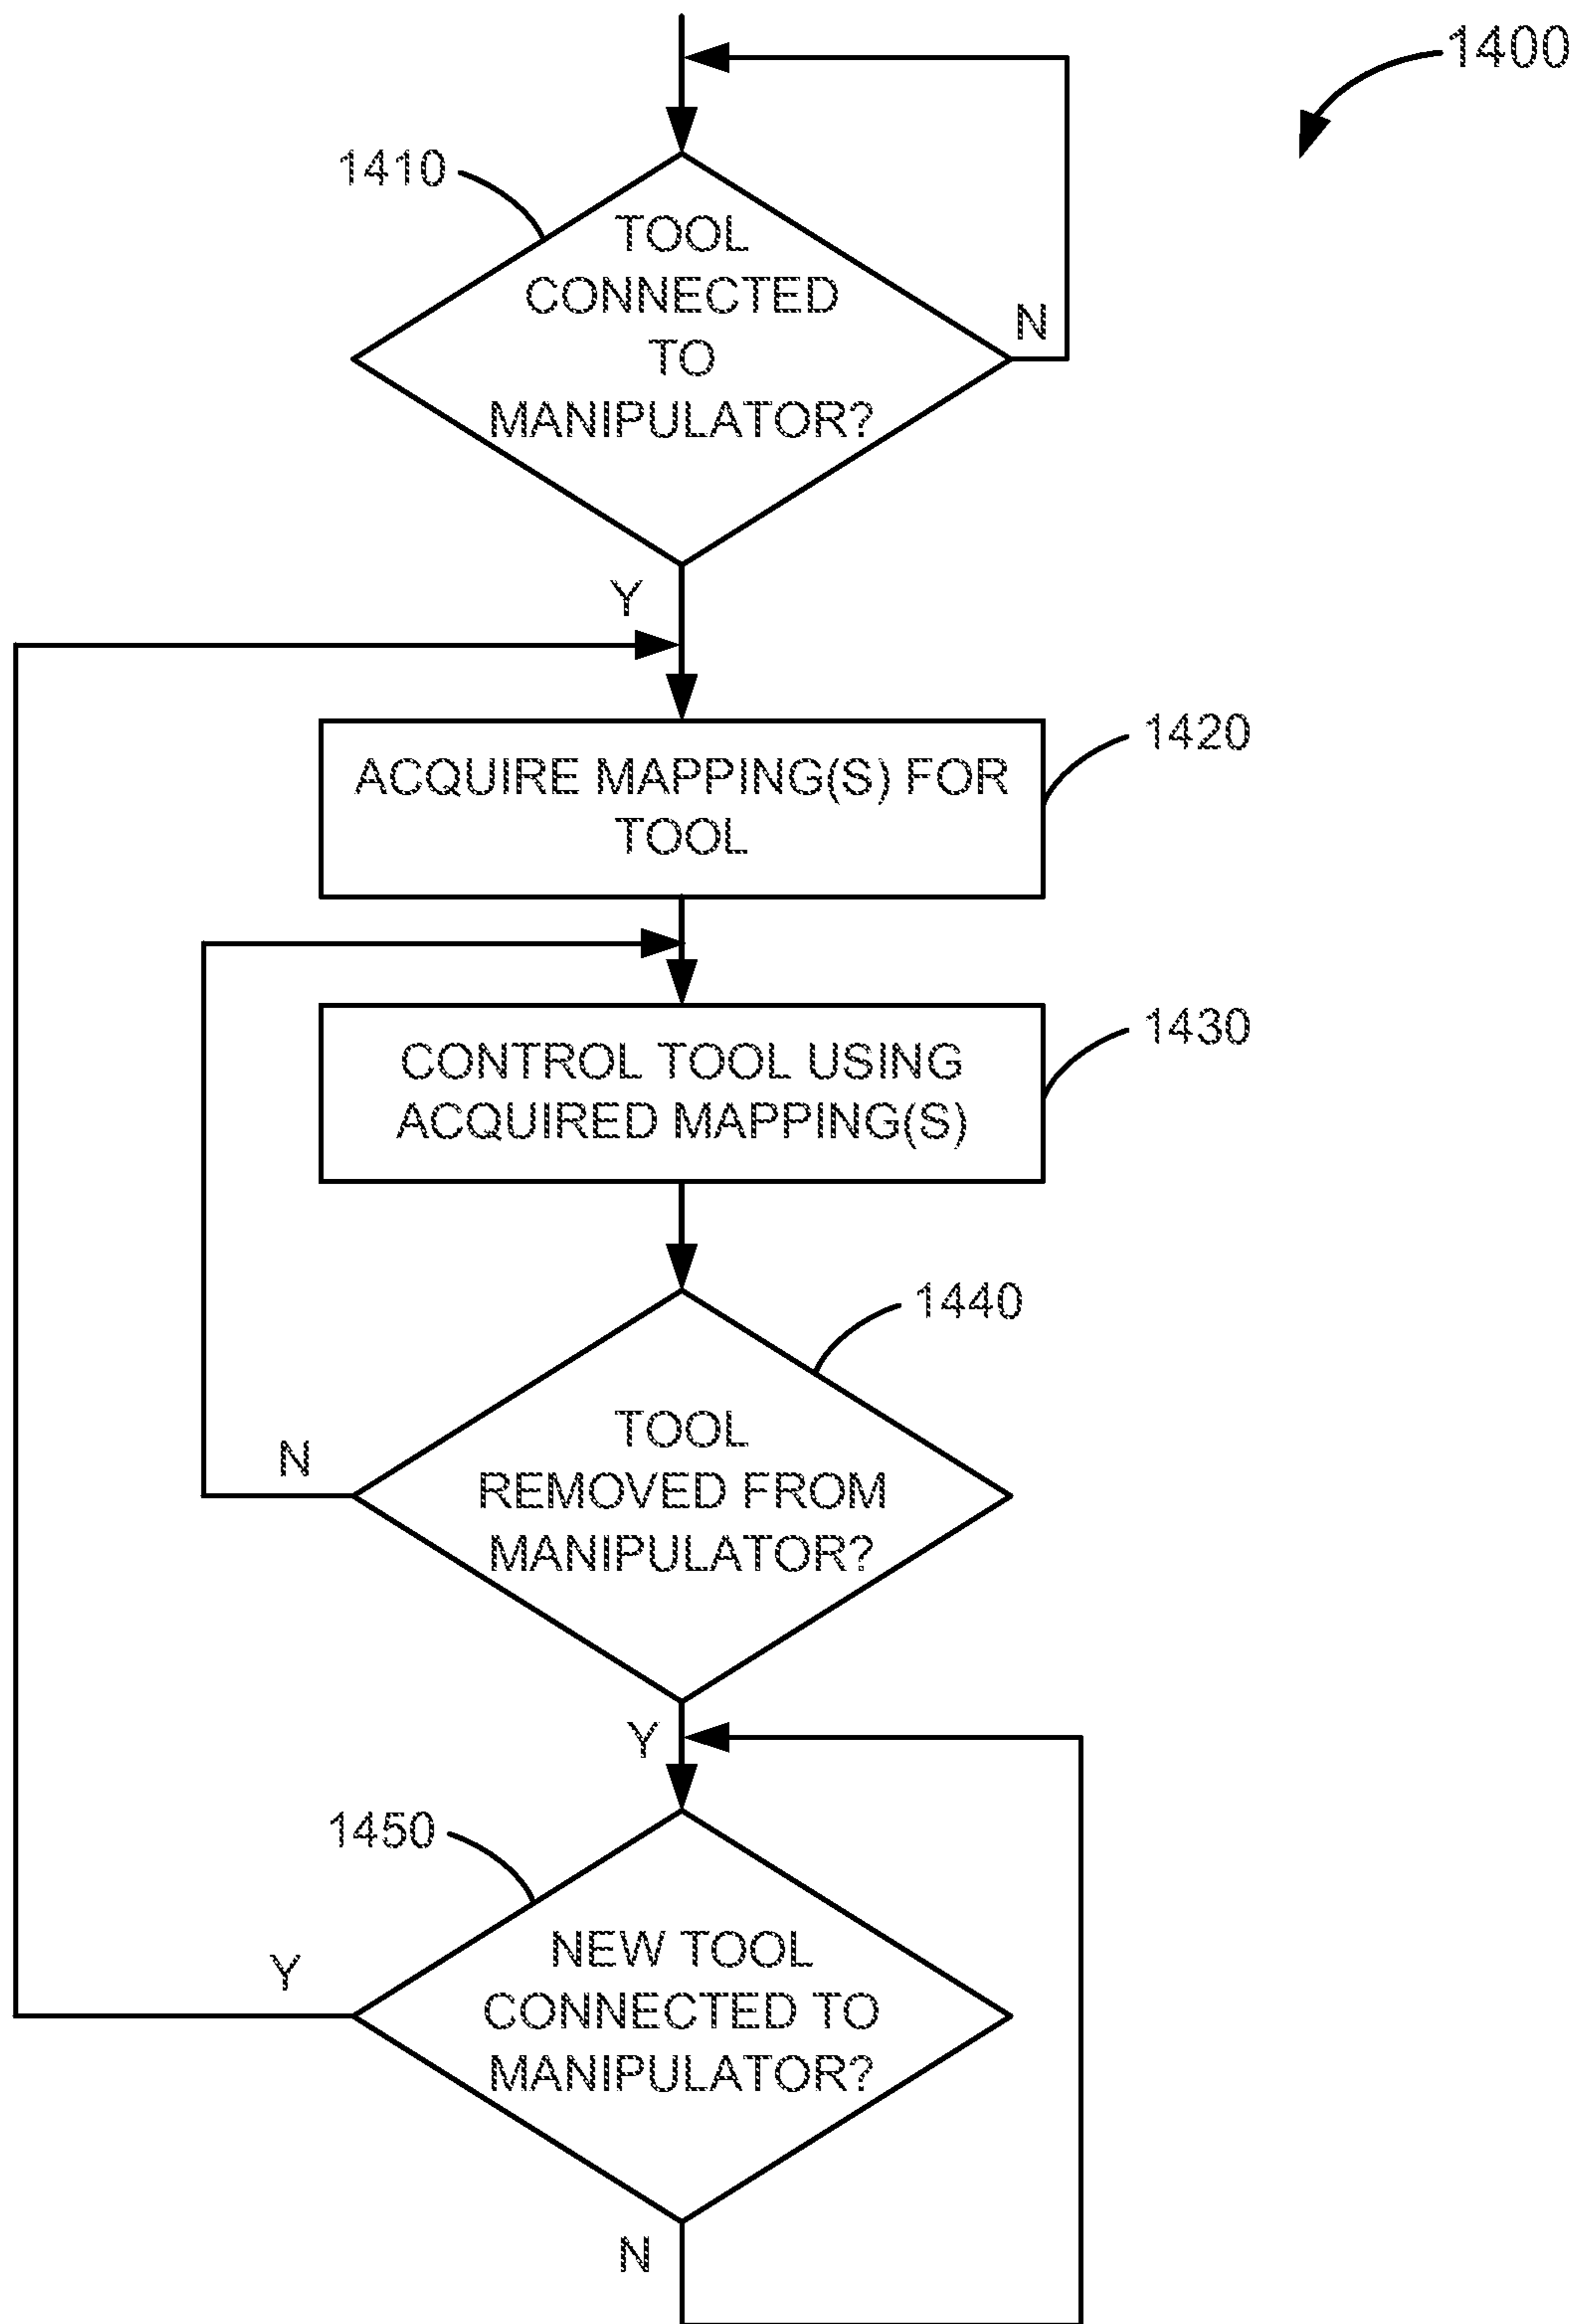 1400
1410
TOOL
CONNECTED
TO
MANIPULATOR?
N
Y
ACQUIRE MAPPING(S) FOR
TOOL
1420
CONTROL TOOL USING
ACQUIRED MAPPING(S)
1430
1440
TOOL
REMOVED FROM
MANIPULATOR?
N
Y
1450
NEW TOOL
CONNECTED TO
MANIPULATOR?
Y
N